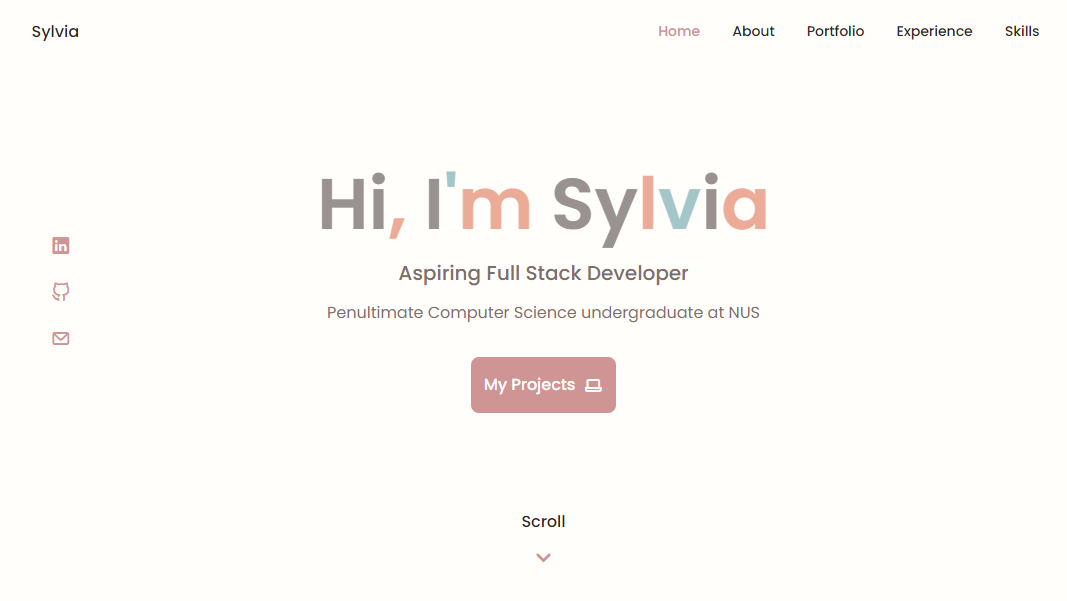 Sylvia
Home About Portfolio Experience Skills
Hi, I'm Sylvia
Aspiring Full Stack Developer
Penultimate Computer Science undergraduate at NUS
My Projects
Scroll